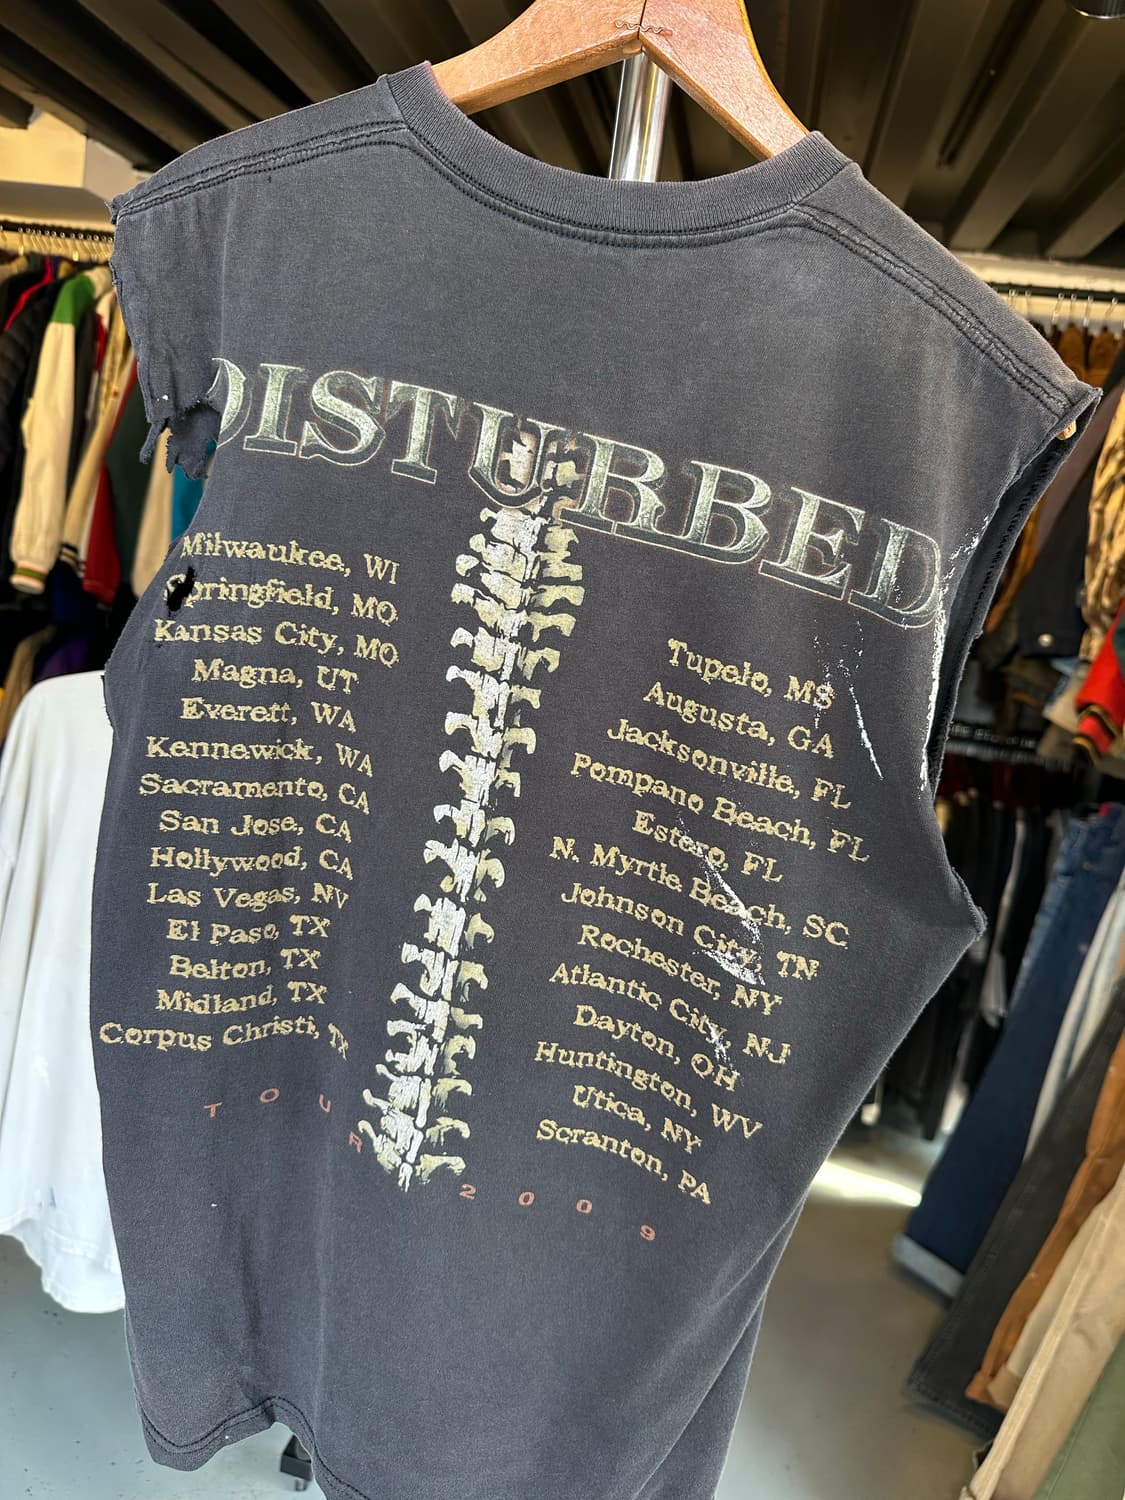 DISTURBED
Milwaukee, WI
Springfield, MO
Kansas City, MO
Magna, UT
Everett, WA
Kennewick, WA
Sacramento, CA
San Jose, CA
Hollywood, CA
Las Vegas, NV
El Paso, TX
Belton, TX
Midland, TX
Corpus Christi, TX
Tupelo, MS
Augusta, GA
Jacksonville, FL
Pompano Beach, FL
Estero, FL
N. Myrtle Beach, SC
Johnson City, TN
Rochester, NY
Atlantic City, NJ
Dayton, OH
Huntington, WV
Utica, NY
Scranton, PA
TOUR 2009